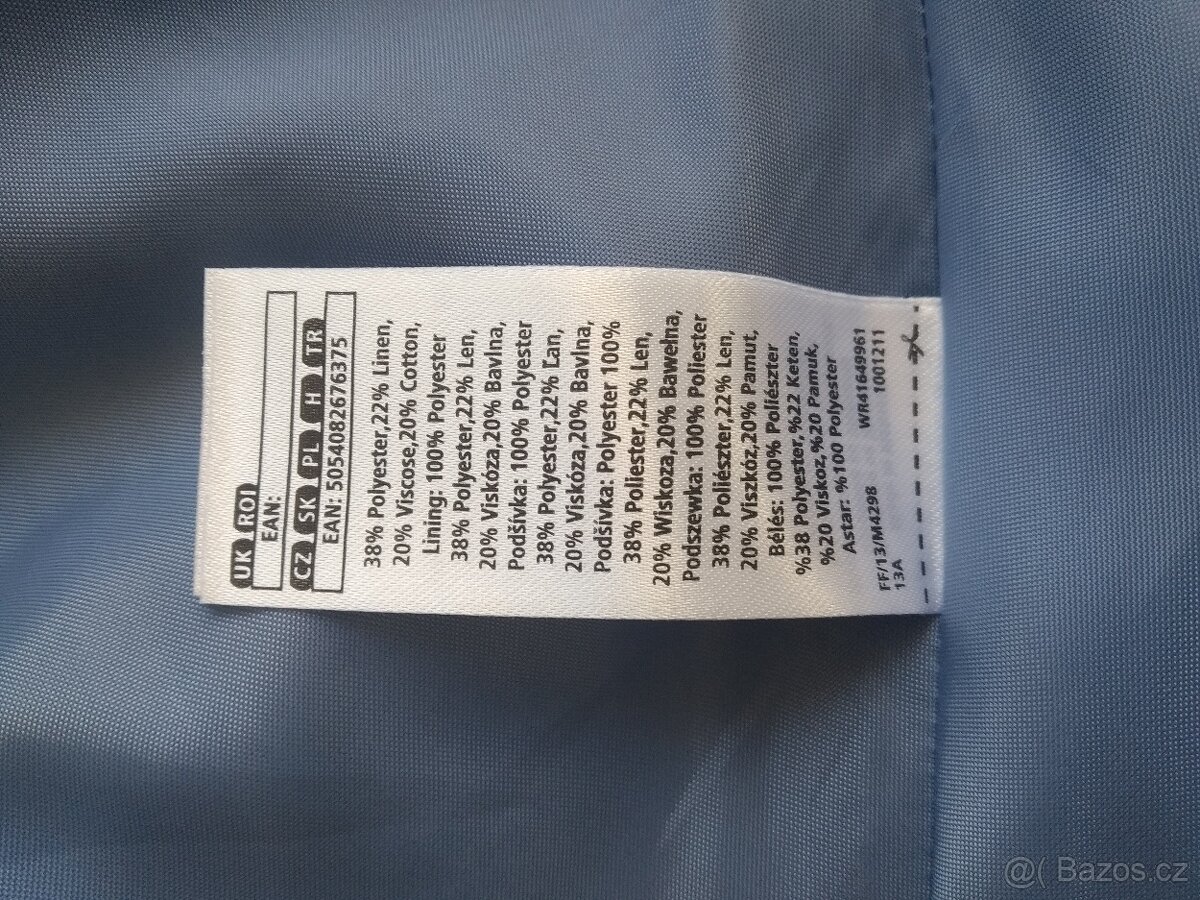 UK ROI
EAN:
CZ SK PL H TR
EAN: 5054082676375
38% Polyester,22% Linen,
20% Viscose,20% Cotton,
Lining: 100% Polyester
38% Polyester,22% Len,
20% Viskóza,20% Bavlna,
Podšívka: 100% Polyester
38% Polyester,22% Ľan,
20% Viskóza,20% Bavlna,
Podšívka: Polyester 100%
38% Poliester,22% Len,
20% Wiskoza,20% Bawełna,
Podszewka: 100% Poliester
38% Poliészter,22% Len,
20% Viszkóz,20% Pamut,
Bélés: 100% Poliészter
%38 Polyester,%22 Keten,
%20 Viskoz,%20 Pamuk,
Astar: %100 Polyester
WR41649961
FF/13/M4298 1001211
13A
@( Bazos.cz